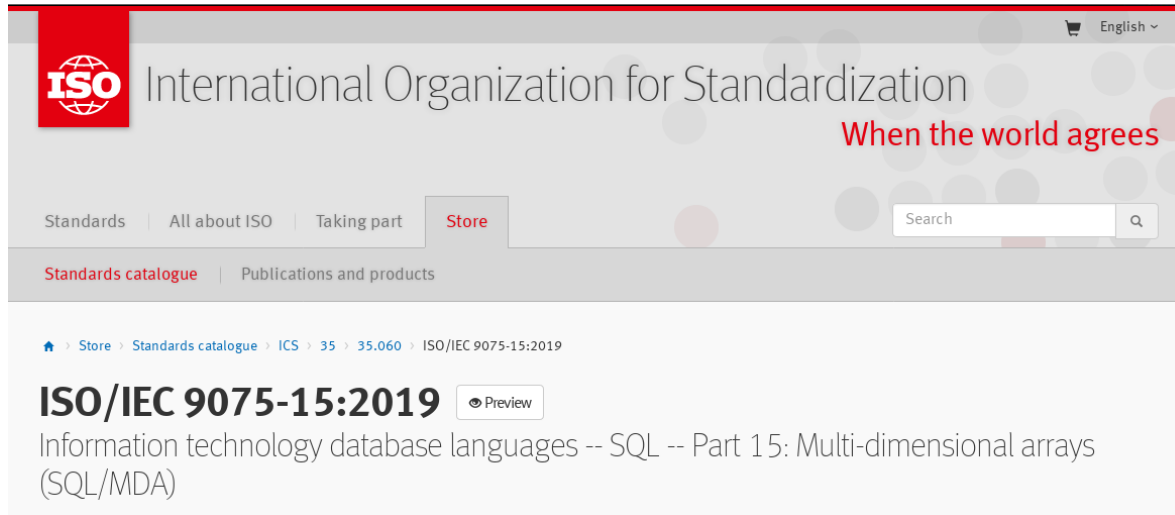 English
ISO
International Organization for Standardization
When the world agrees
Standards
All about ISO
Taking part
Store
Search
Standards catalogue
Publications and products
Store › Standards catalogue › ICS › 35 › 35.060 › ISO/IEC 9075-15:2019
ISO/IEC 9075-15:2019
Preview
Information technology database languages -- SQL -- Part 15: Multi-dimensional arrays
(SQL/MDA)